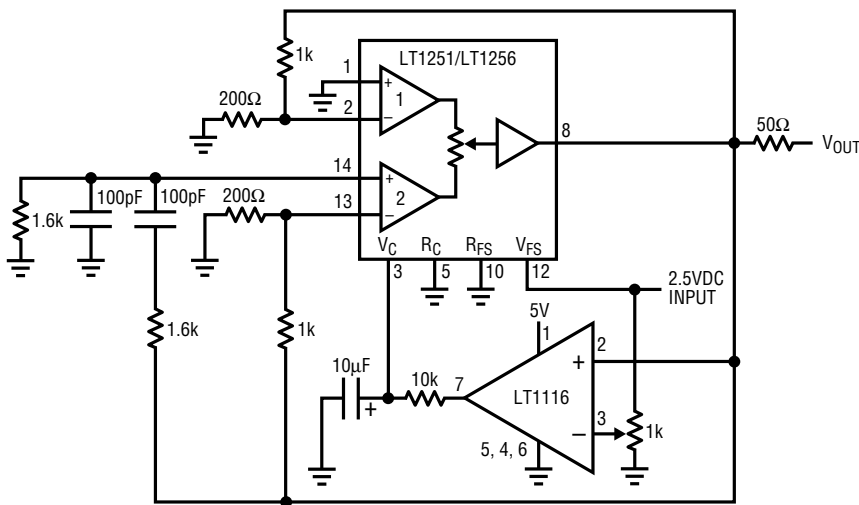 1k
LT1251/LT1256
1
+
1
200Ω
2
−
8
50Ω
VOUT
14
+
100pF
100pF
200Ω
2
13
−
1.6k
VC
RC
RFS
VFS
3
5
10
12
2.5VDC
INPUT
5V
1
1.6k
1k
2
+
10µF
10k
7
LT1116
+
3
−
1k
5, 4, 6